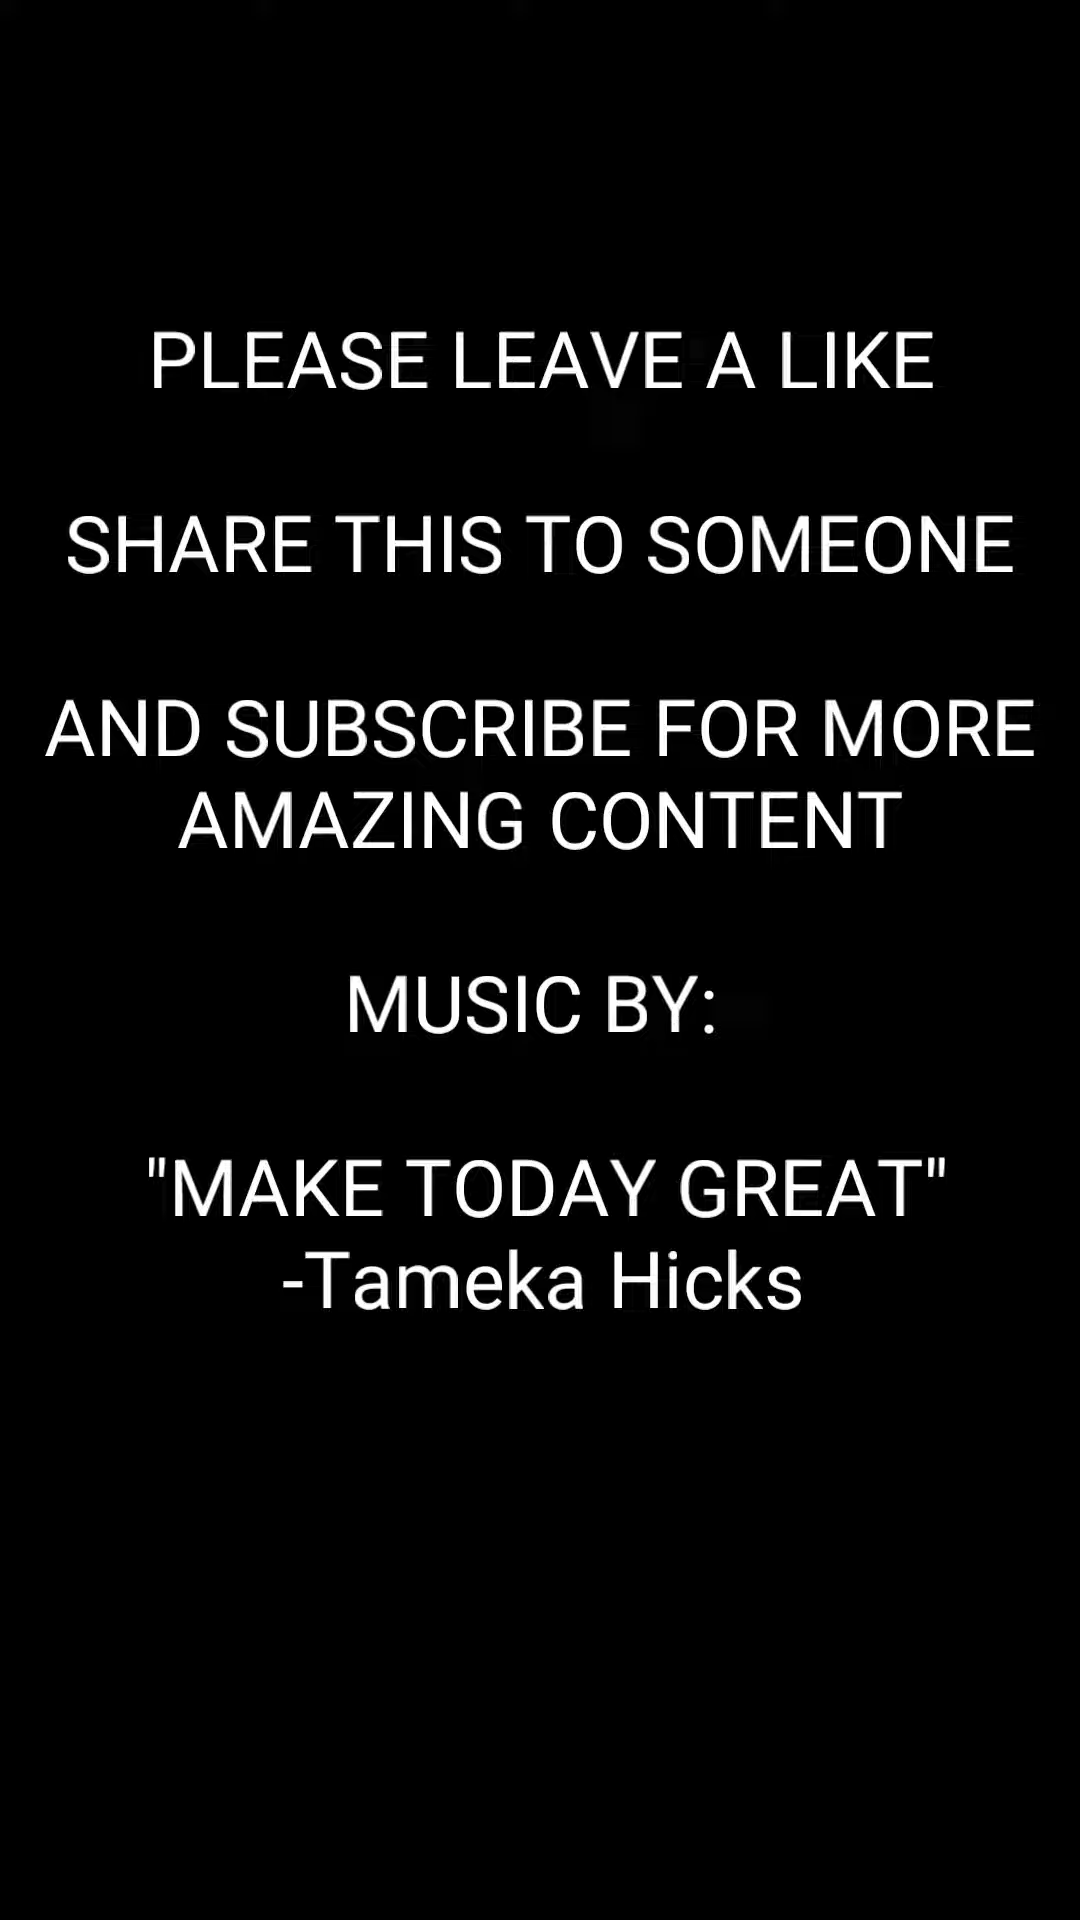 PLEASE LEAVE A LIKE
SHARE THIS TO SOMEONE
AND SUBSCRIBE FOR MORE
AMAZING CONTENT
MUSIC BY:
"MAKE TODAY GREAT"
-Tameka Hicks